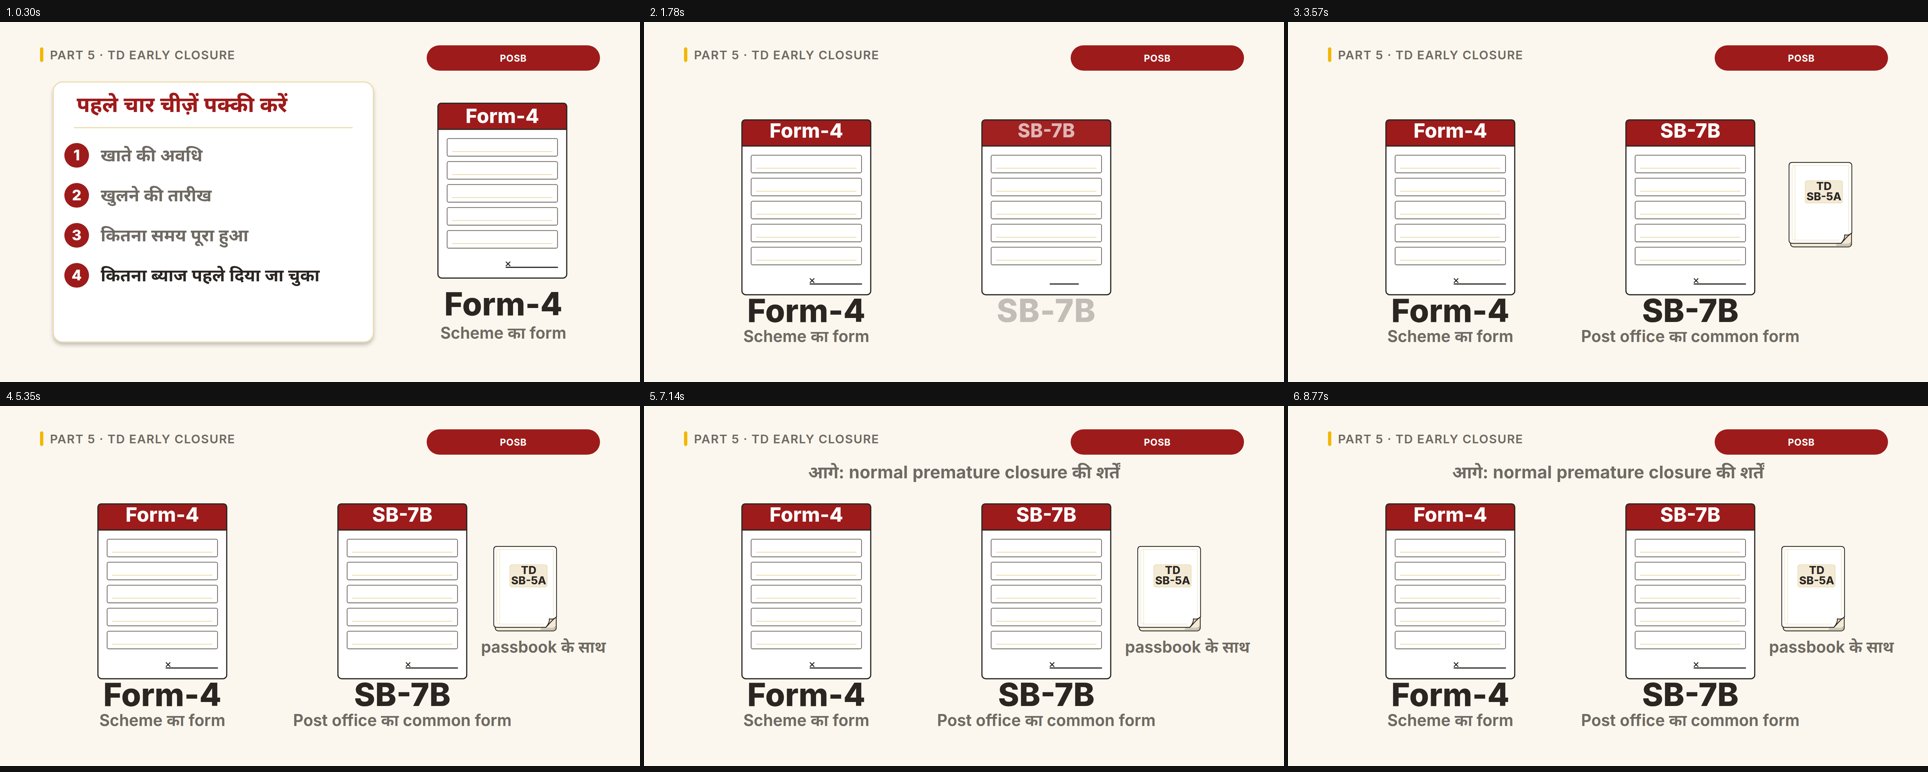 1. 0.30s
PART 5 · TD EARLY CLOSURE
POSB
पहले चार चीज़ें पक्की करें
1 खाते की अवधि
2 खुलने की तारीख
3 कितना समय पूरा हुआ
4 कितना ब्याज पहले दिया जा चुका
Form-4
Form-4
Scheme का form
2. 1.78s
PART 5 · TD EARLY CLOSURE
POSB
Form-4
SB-7B
Form-4
SB-7B
Scheme का form
3. 3.57s
PART 5 · TD EARLY CLOSURE
POSB
Form-4
SB-7B
TD
SB-5A
Form-4
SB-7B
Scheme का form
Post office का common form
4. 5.35s
PART 5 · TD EARLY CLOSURE
POSB
Form-4
SB-7B
TD
SB-5A
passbook के साथ
Form-4
SB-7B
Scheme का form
Post office का common form
5. 7.14s
PART 5 · TD EARLY CLOSURE
POSB
आगे: normal premature closure की शर्तें
Form-4
SB-7B
TD
SB-5A
passbook के साथ
Form-4
SB-7B
Scheme का form
Post office का common form
6. 8.77s
PART 5 · TD EARLY CLOSURE
POSB
आगे: normal premature closure की शर्तें
Form-4
SB-7B
TD
SB-5A
passbook के साथ
Form-4
SB-7B
Scheme का form
Post office का common form